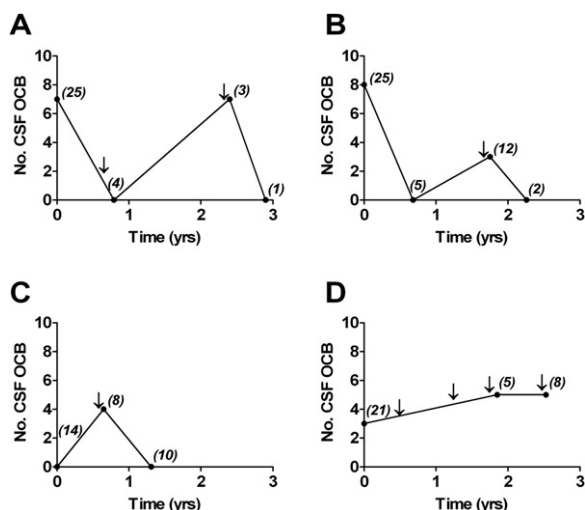 A
No. CSF OCB
10
8
6
4
2
0
(25)
(4)
(3)
(1)
0 1 2 3
Time (yrs)
B
No. CSF OCB
10
8
6
4
2
0
(25)
(5)
(12)
(2)
0 1 2 3
Time (yrs)
C
No. CSF OCB
10
8
6
4
2
0
(14)
(8)
(10)
0 1 2 3
Time (yrs)
D
No. CSF OCB
10
8
6
4
2
0
(21)
(5)
(8)
0 1 2 3
Time (yrs)